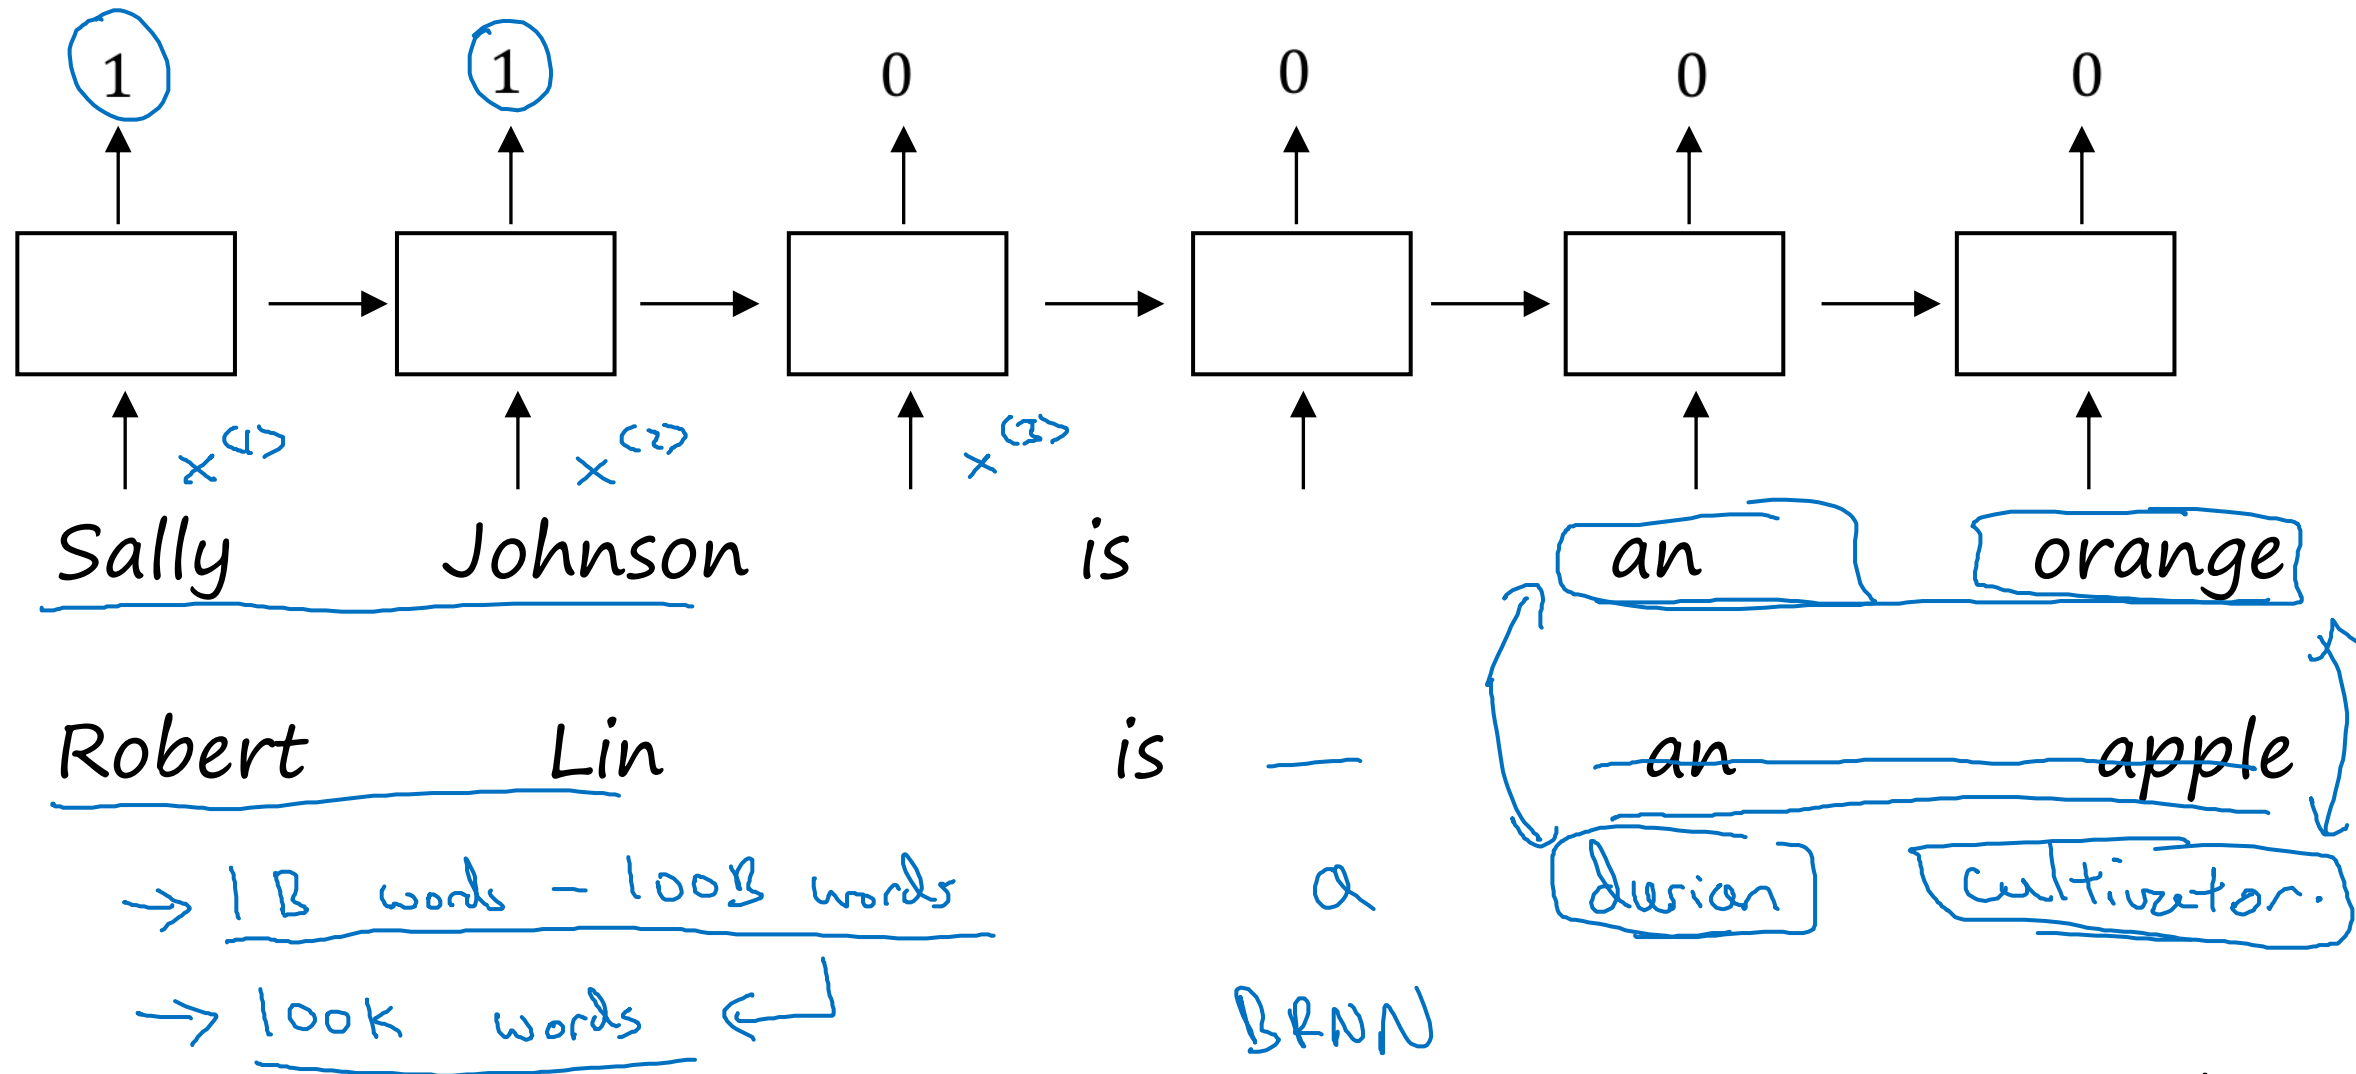 1 1 0 0 0 0
x<1> x<2> x<3>
Sally Johnson is an orange
Robert Lin is — an apple
→ 1B words – 100B words a durian cultivator.
→ 100k words BRNN